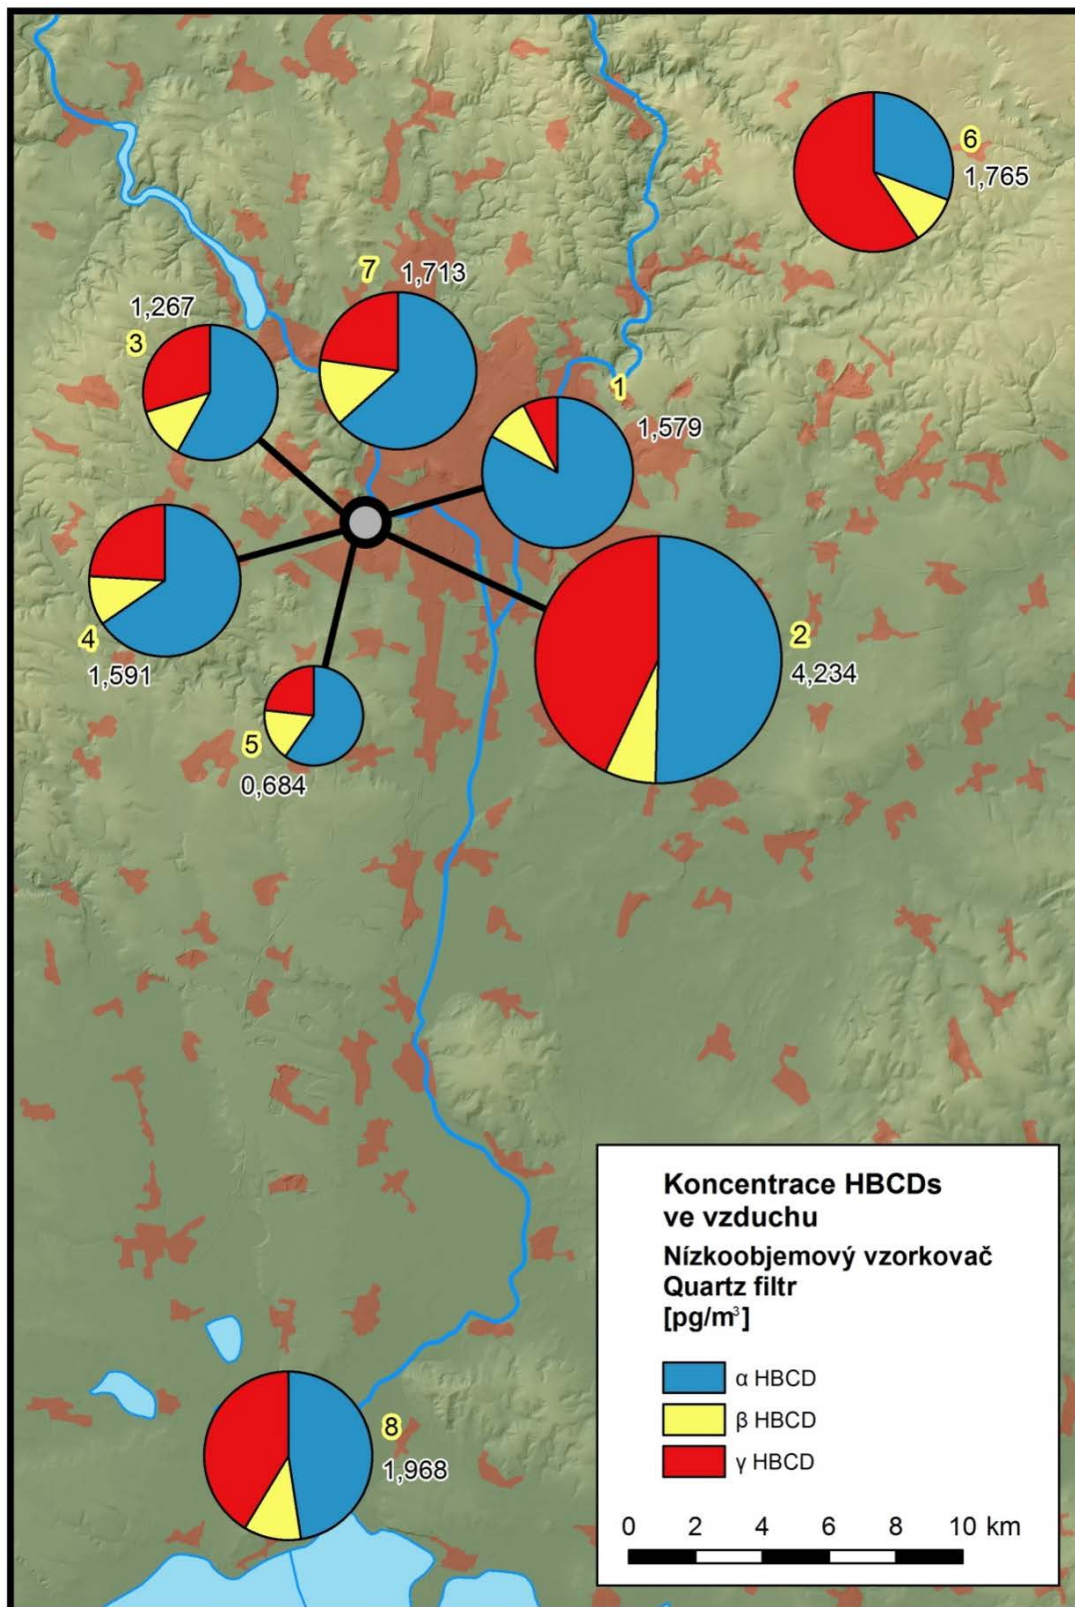 6
1,765
7
1,713
1,267
3
1
1,579
4
1,591
2
4,234
5
0,684
8
1,968
Koncentrace HBCDs
ve vzduchu
Nízkoobjemový vzorkovač
Quartz filtr
[pg/m³]
α HBCD
β HBCD
γ HBCD
0 2 4 6 8 10 km